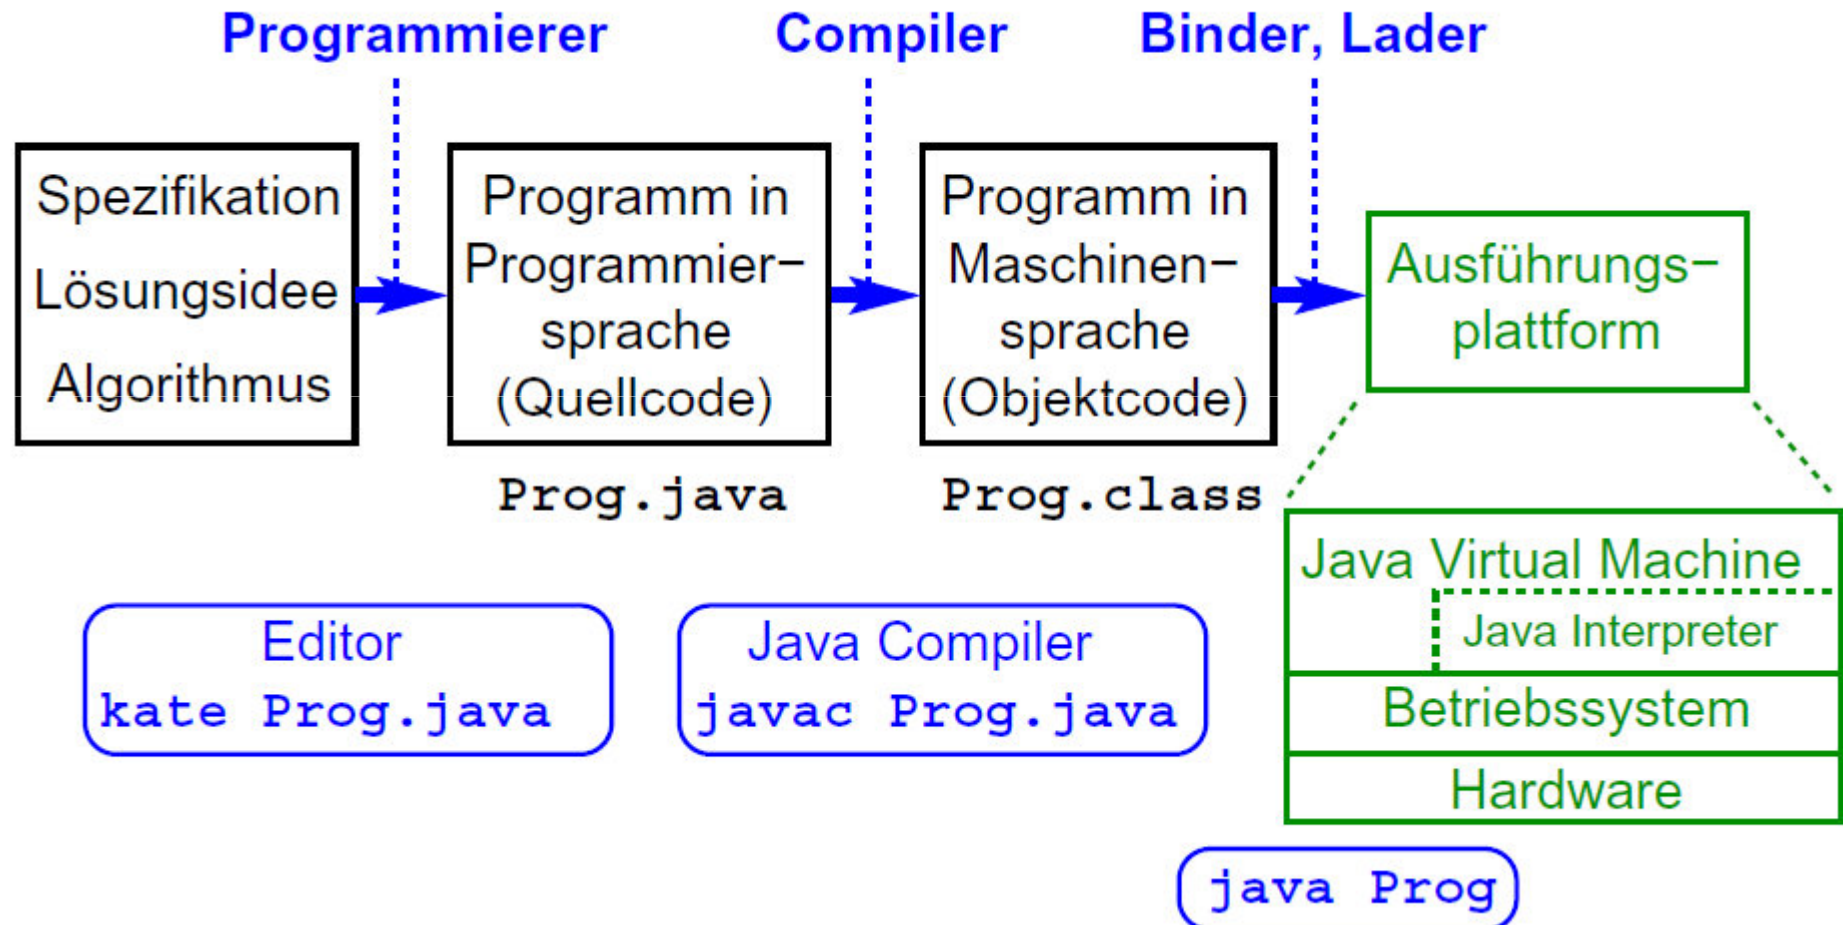 Programmierer
Compiler
Binder, Lader
Spezifikation
Lösungsidee
Algorithmus
Programm in
Programmier-
sprache
(Quellcode)
Prog.java
Programm in
Maschinen-
sprache
(Objektcode)
Prog.class
Ausführungs-
plattform
Java Virtual Machine
Java Interpreter
Betriebssystem
Hardware
Editor
kate Prog.java
Java Compiler
javac Prog.java
java Prog